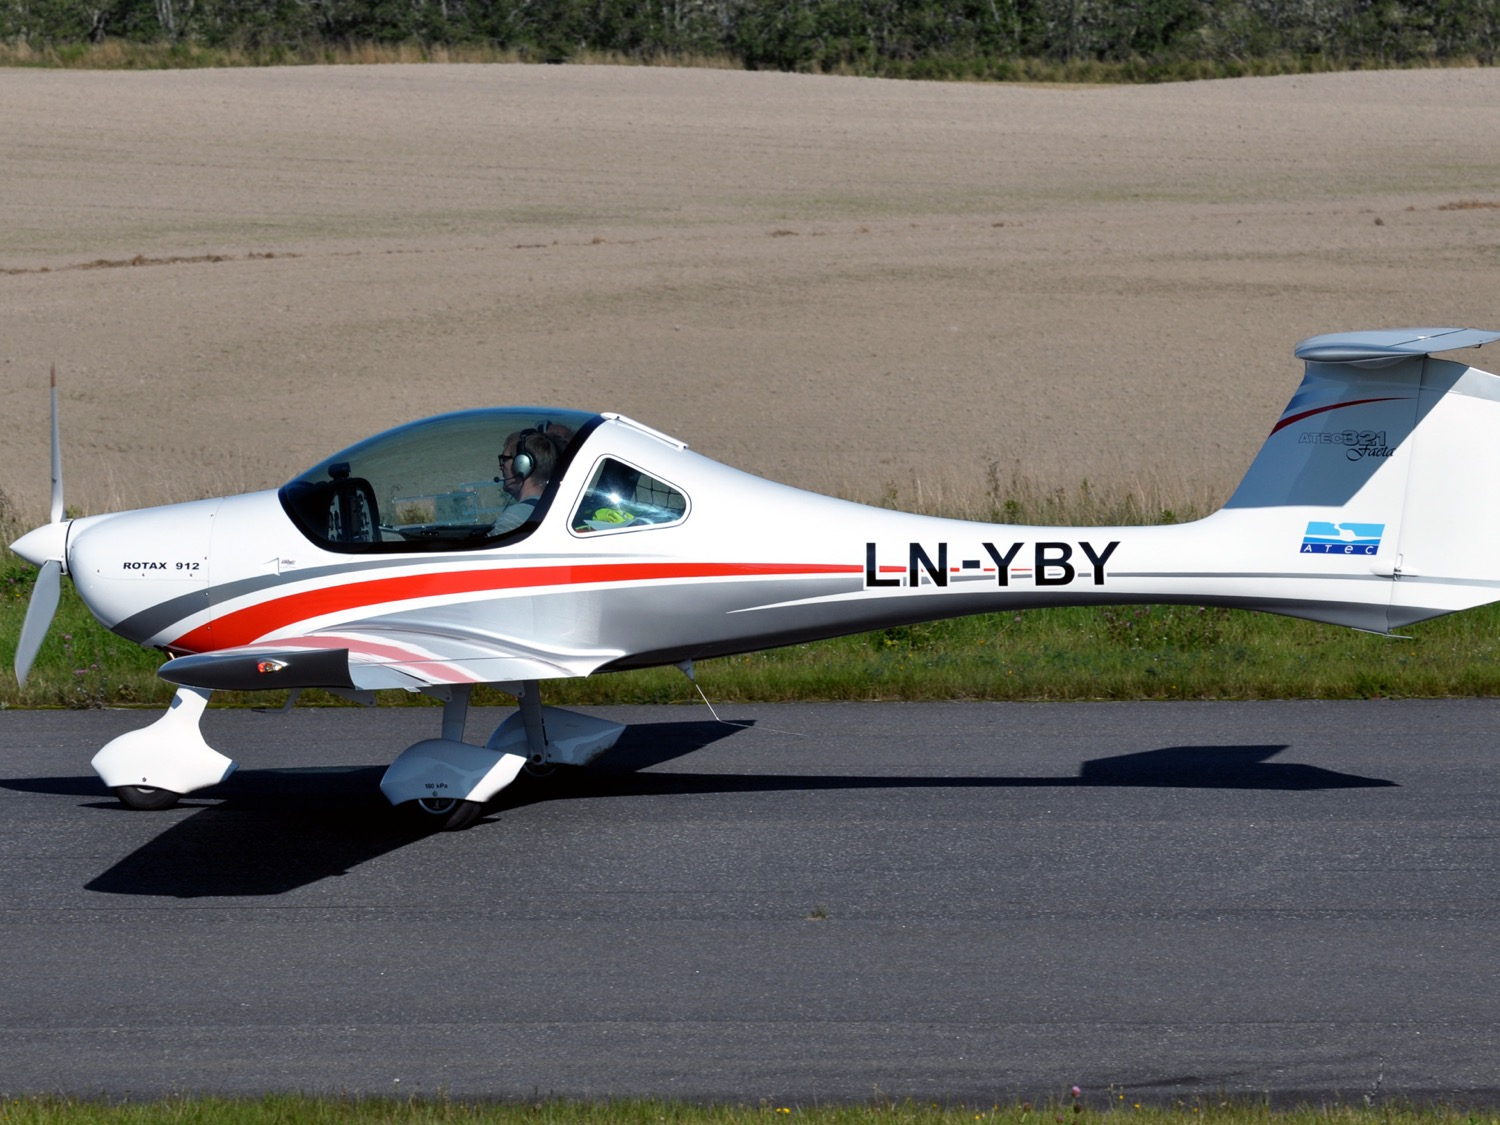 ATEC 321
Faeta
ATEC
LN-YBY
ROTAX 912